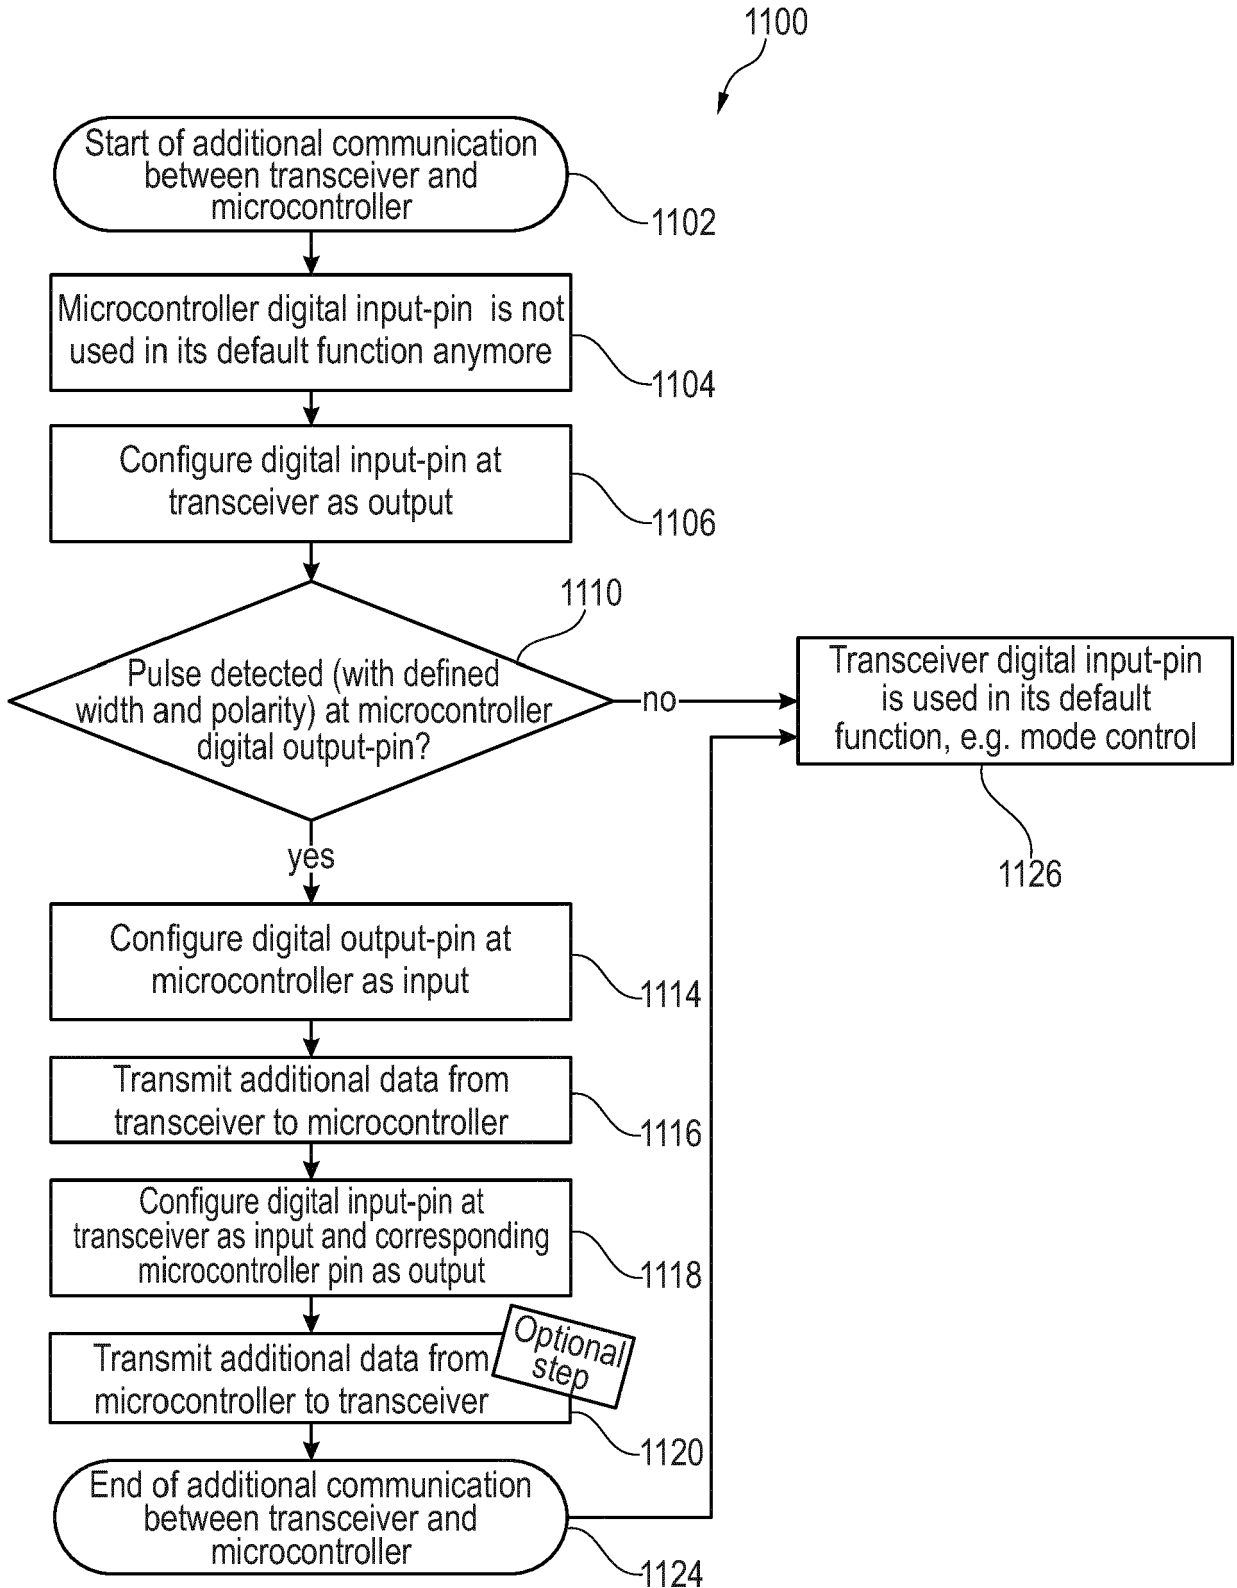 1100
Start of additional communication
between transceiver and
microcontroller
1102
Microcontroller digital input-pin is not
used in its default function anymore
1104
Configure digital input-pin at
transceiver as output
1106
1110
Pulse detected (with defined
width and polarity) at microcontroller
digital output-pin?
no
Transceiver digital input-pin
is used in its default
function, e.g. mode control
1126
yes
Configure digital output-pin at
microcontroller as input
1114
Transmit additional data from
transceiver to microcontroller
1116
Configure digital input-pin at
transceiver as input and corresponding
microcontroller pin as output
1118
Optional
step
Transmit additional data from
microcontroller to transceiver
1120
End of additional communication
between transceiver and
microcontroller
1124